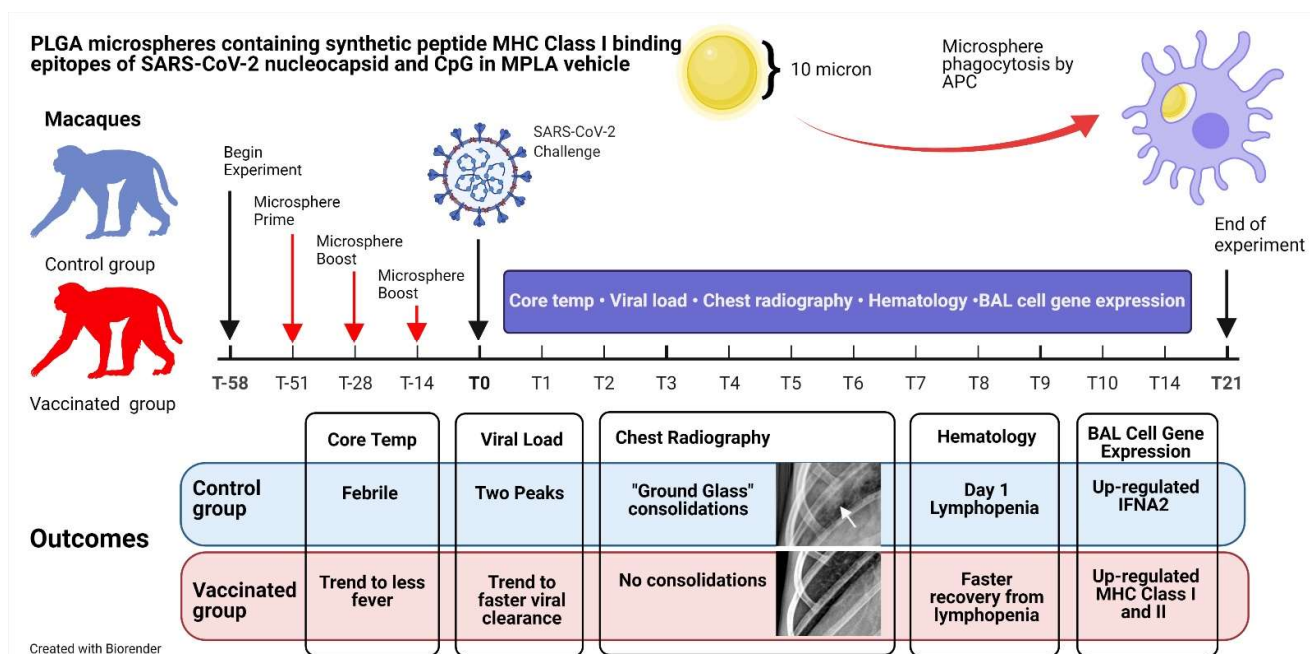 PLGA microspheres containing synthetic peptide MHC Class I binding
epitopes of SARS-CoV-2 nucleocapsid and CpG in MPLA vehicle
10 micron
Microsphere
phagocytosis by
APC
Macaques
Control group
Vaccinated group
Begin
Experiment
Microsphere
Prime
Microsphere
Boost
Microsphere
Boost
SARS-CoV-2
Challenge
End of
experiment
Core temp • Viral load • Chest radiography • Hematology •BAL cell gene expression
T-58 T-51 T-28 T-14 T0 T1 T2 T3 T4 T5 T6 T7 T8 T9 T10 T14 T21
Outcomes
Core Temp
Viral Load
Chest Radiography
Hematology
BAL Cell Gene
Expression
Control
group
Febrile
Two Peaks
"Ground Glass"
consolidations
Day 1
Lymphopenia
Up-regulated
IFNA2
Vaccinated
group
Trend to less
fever
Trend to
faster viral
clearance
No consolidations
Faster
recovery from
lymphopenia
Up-regulated
MHC Class I
and II
Created with Biorender